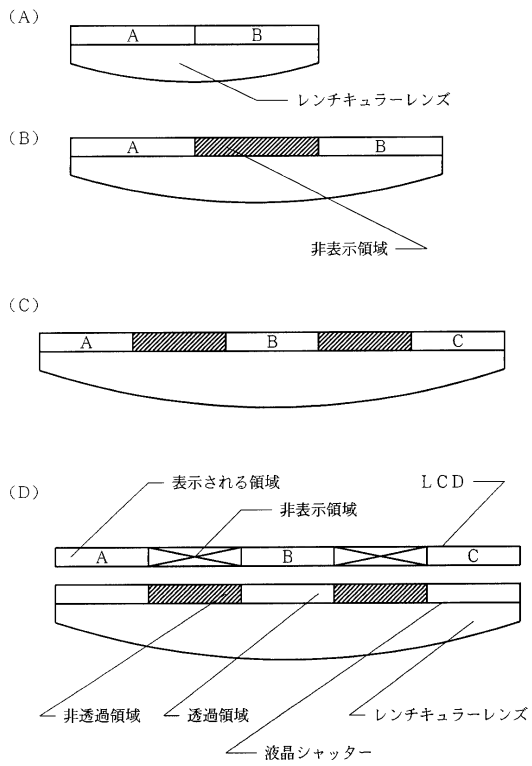 (A)
A B
レンチキュラーレンズ
(B)
A B
非表示領域
(C)
A B C
(D)
表示される領域 LCD
非表示領域
A B C
非透過領域 透過領域 レンチキュラーレンズ
液晶シャッター